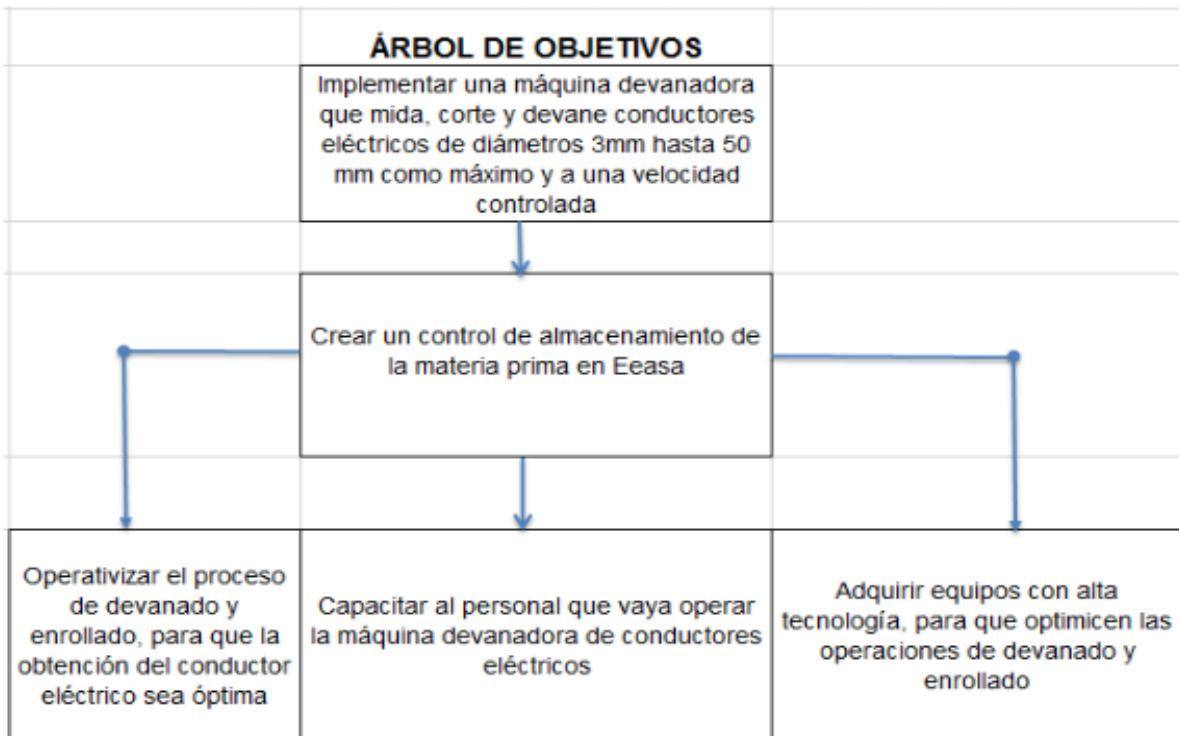 ÁRBOL DE OBJETIVOS
Implementar una máquina devanadora
que mida, corte y devane conductores
eléctricos de diámetros 3mm hasta 50
mm como máximo y a una velocidad
controlada
Crear un control de almacenamiento de
la materia prima en Eeasa
Operativizar el proceso
de devanado y
enrollado, para que la
obtención del conductor
eléctrico sea óptima
Capacitar al personal que vaya operar
la máquina devanadora de conductores
eléctricos
Adquirir equipos con alta
tecnología, para que optimicen las
operaciones de devanado y
enrollado